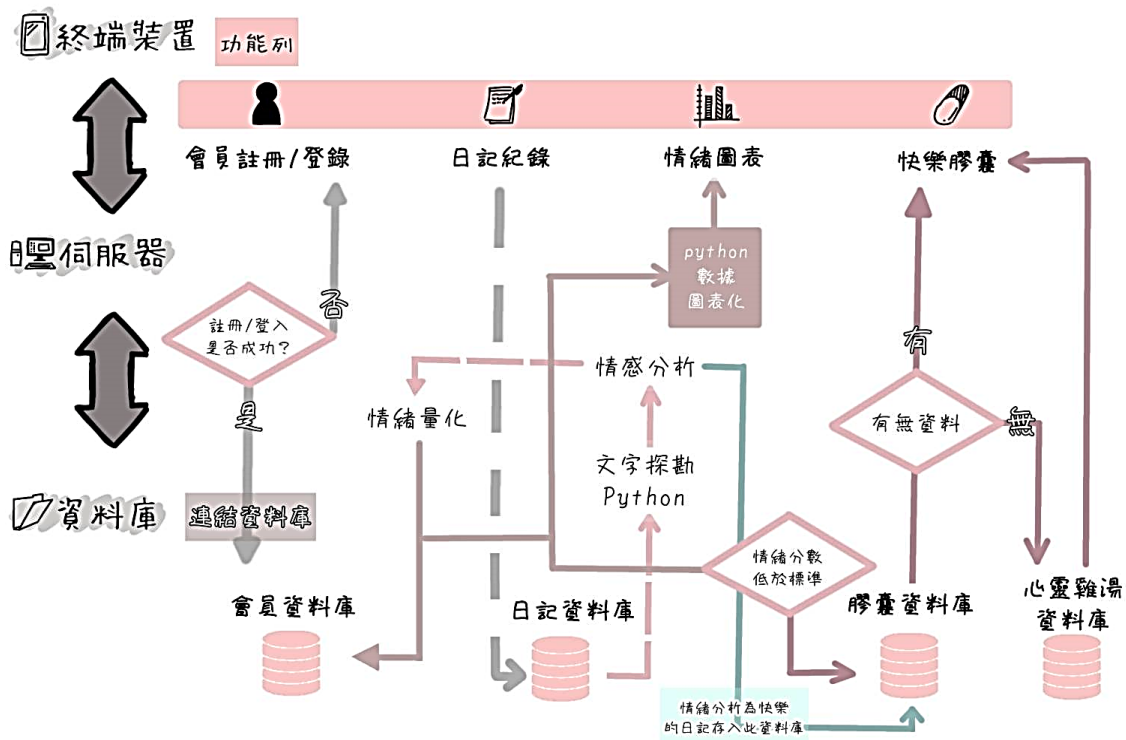 終端裝置
功能列
會員註冊/登錄
日記紀錄
情緒圖表
快樂膠囊
伺服器
python
數據
圖表化
否
註冊/登入
是否成功?
有
情感分析
是
情緒量化
有無資料
無
文字探勘
Python
資料庫
連結資料庫
情緒分數
低於標準
會員資料庫
日記資料庫
膠囊資料庫
心靈雞湯
資料庫
情緒分析為快樂
的日記存入此資料庫